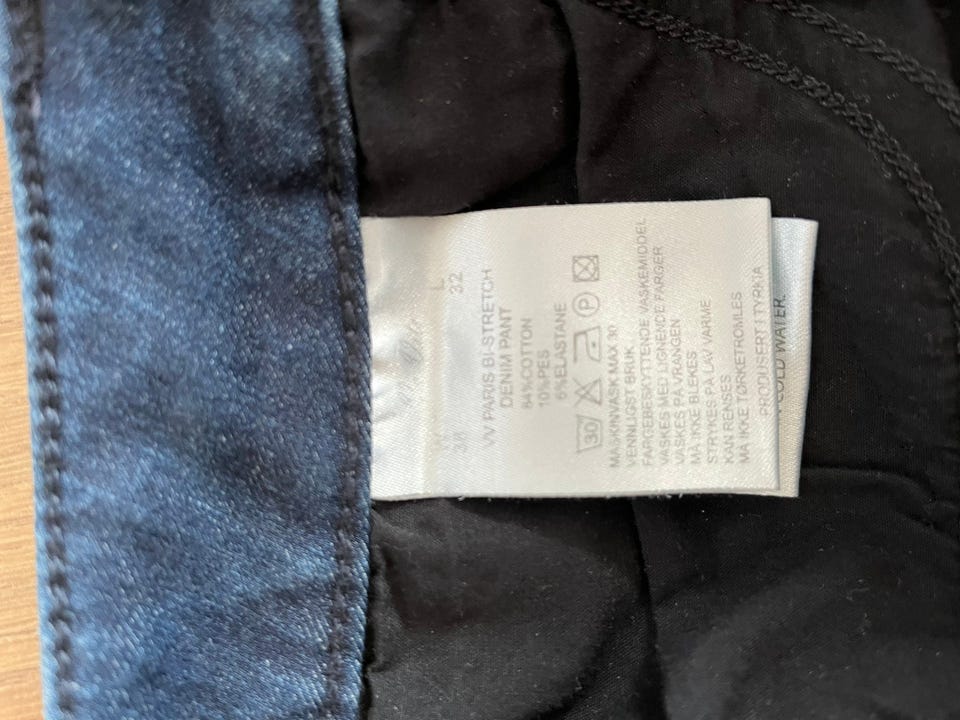 W L
38 32
VV PARIS BI-STRETCH
DENIM PANT
84%COTTON
10%PES
6%ELASTANE
30 P
MASKINVASK MAX 30
VENNLIGST BRUK
FARGEBESKYTTENDE VASKEMIDDEL
VASKES MED LIGNENDE FARGER
VASKES PÅ VRANGEN
MÅ IKKE BLEKES
STRYKES PÅ LAV VARME
KAN RENSES
MÅ IKKE TØRKETROMLES
PRODUSERT I TYRKIA
COLD WATER.